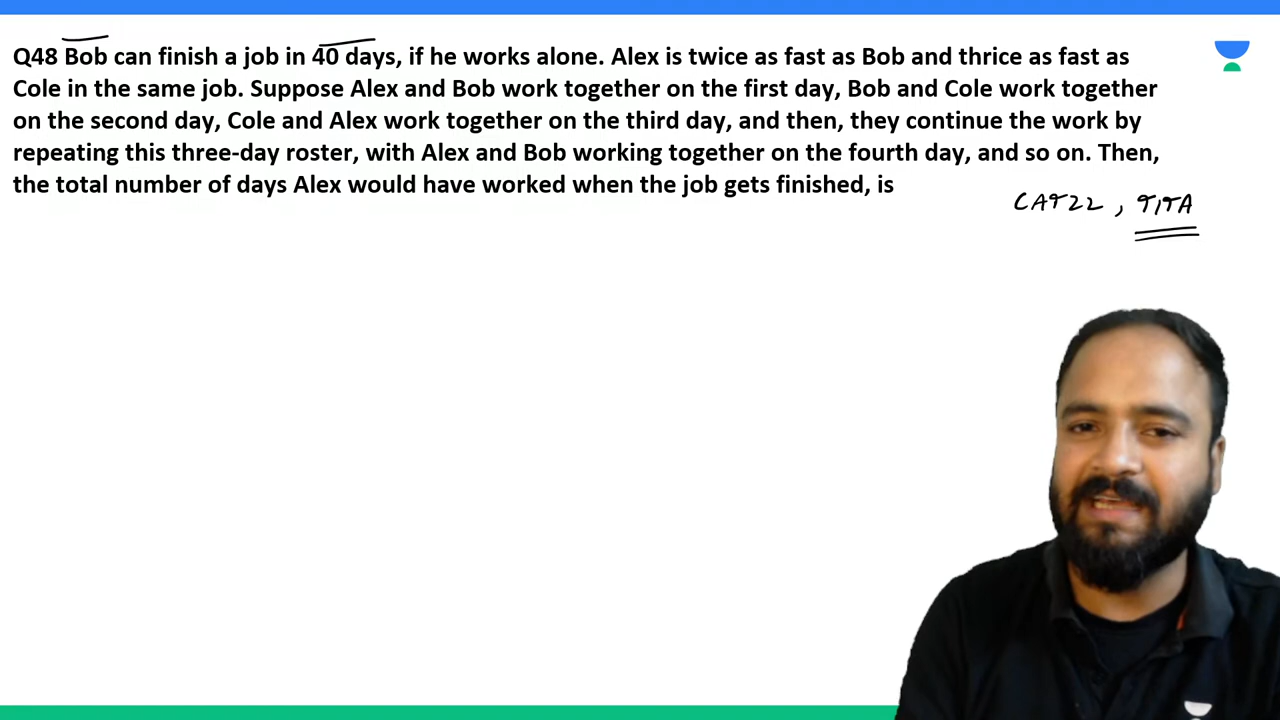 Q48 Bob can finish a job in 40 days, if he works alone. Alex is twice as fast as Bob and thrice as fast as
Cole in the same job. Suppose Alex and Bob work together on the first day, Bob and Cole work together
on the second day, Cole and Alex work together on the third day, and then, they continue the work by
repeating this three-day roster, with Alex and Bob working together on the fourth day, and so on. Then,
the total number of days Alex would have worked when the job gets finished, is
CAT22, TITA